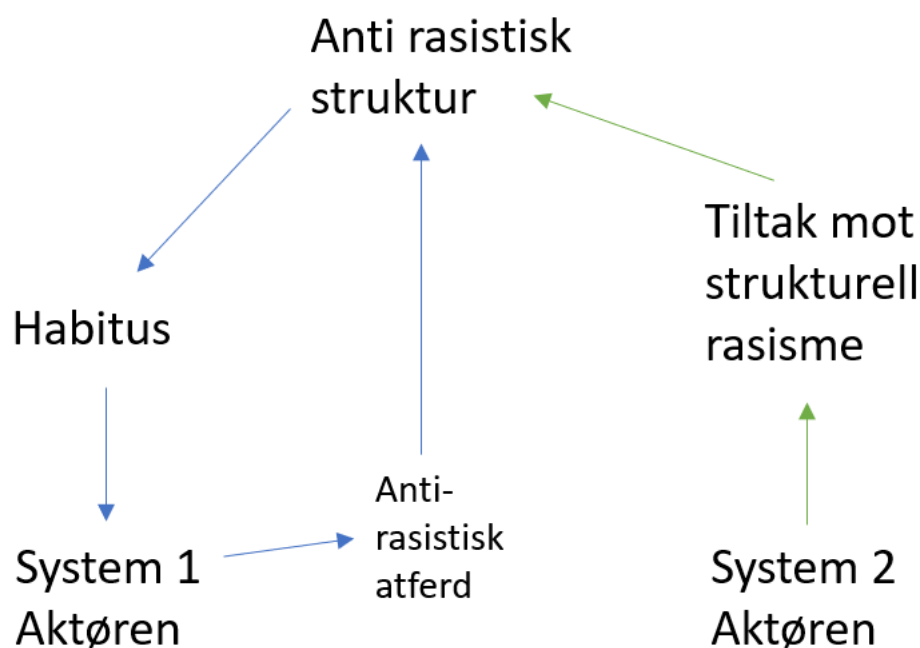 Anti rasistisk
struktur
Tiltak mot
strukturell
rasisme
Habitus
Anti-
rasistisk
atferd
System 1
Aktøren
System 2
Aktøren